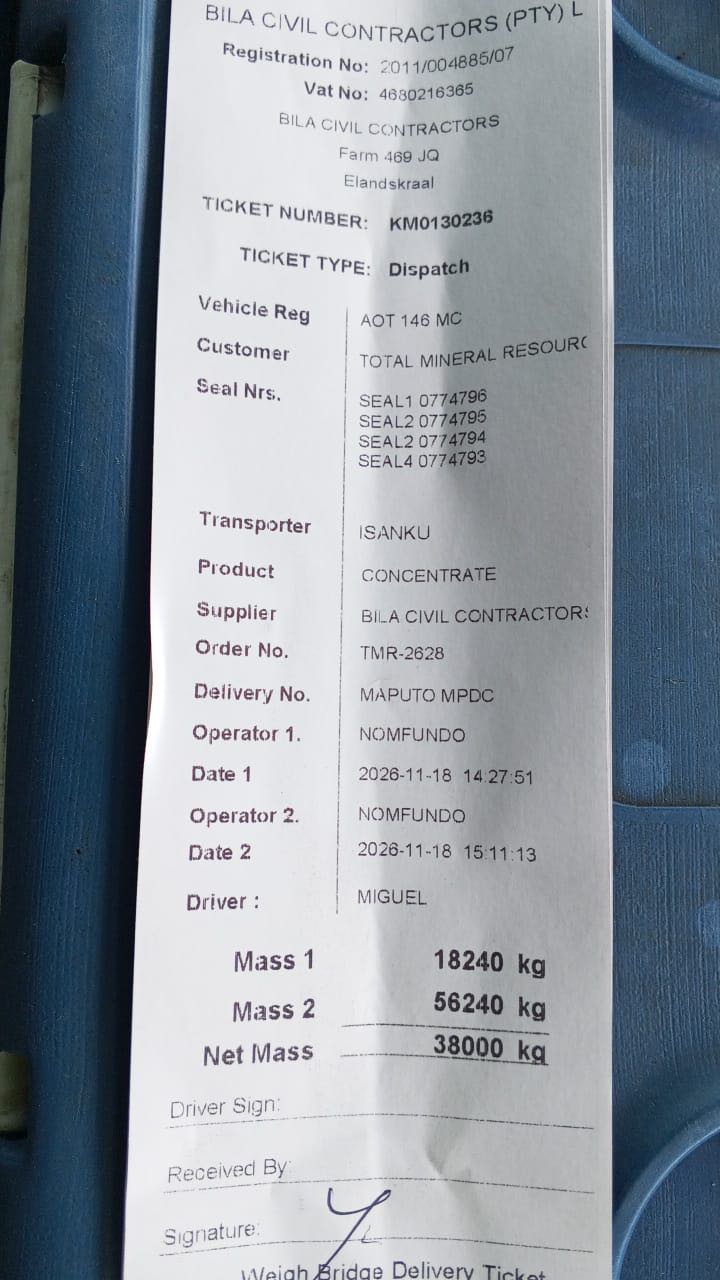 BILA CIVIL CONTRACTORS (PTY) L
Registration No: 2011/004885/07
Vat No: 4680216365
BILA CIVIL CONTRACTORS
Farm 469 JQ
Elandskraal
TICKET NUMBER: KM0130236
TICKET TYPE: Dispatch
Vehicle Reg AOT 146 MC
Customer TOTAL MINERAL RESOURC
Seal Nrs. SEAL1 0774796
SEAL2 0774795
SEAL2 0774794
SEAL4 0774793
Transporter ISANKU
Product CONCENTRATE
Supplier BILA CIVIL CONTRACTORS
Order No. TMR-2628
Delivery No. MAPUTO MPDC
Operator 1. NOMFUNDO
Date 1 2026-11-18 14:27:51
Operator 2. NOMFUNDO
Date 2 2026-11-18 15:11:13
Driver : MIGUEL
Mass 1 18240 kg
Mass 2 56240 kg
Net Mass 38000 kg
Driver Sign:
Received By:
Signature:
Weigh Bridge Delivery Ticket